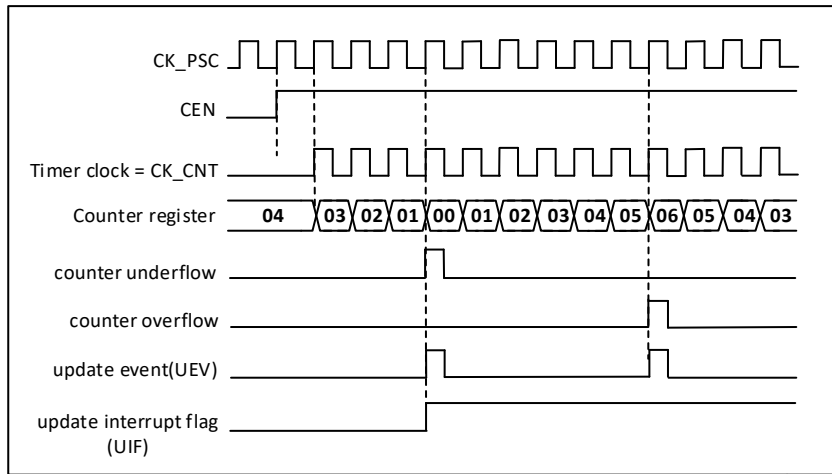 CK_PSC
CEN
Timer clock = CK_CNT
Counter register 04 03 02 01 00 01 02 03 04 05 06 05 04 03
counter underflow
counter overflow
update event(UEV)
update interrupt flag
(UIF)